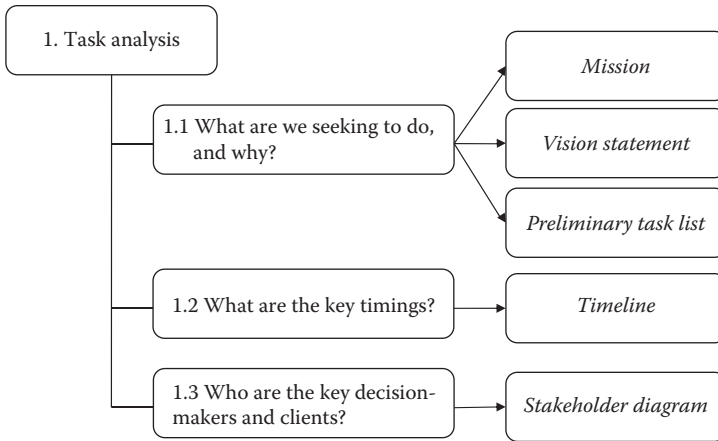 1. Task analysis
1.1 What are we seeking to do,
and why?
Mission
Vision statement
Preliminary task list
1.2 What are the key timings?
Timeline
1.3 Who are the key decision-
makers and clients?
Stakeholder diagram